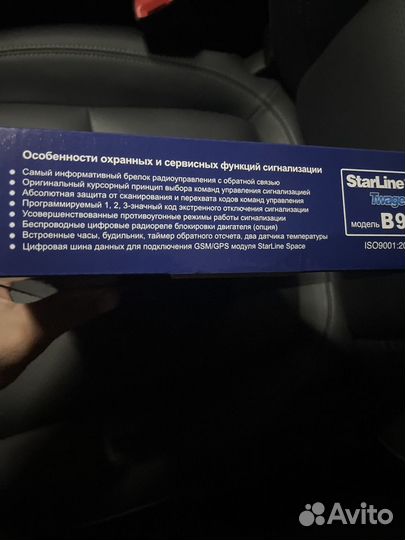 Особенности охранных и сервисных функций сигнализации
• Самый информативный брелок радиоуправления с обратной связью
• Оригинальный курсорный принцип выбора команд управления сигнализацией
• Абсолютная защита от сканирования и перехвата кодов команд управления
• Программируемый 1, 2, 3-значный код экстренного отключения сигнализации
• Усовершенствованные противоугонные режимы работы сигнализации
• Беспроводные цифровые радиореле блокировки двигателя (опция)
• Встроенные часы, будильник, таймер обратного отсчета, два датчика температуры
• Цифровая шина данных для подключения GSM/GPS модуля StarLine Space
StarLine
Twage
модель B9
ISO9001:20
Avito